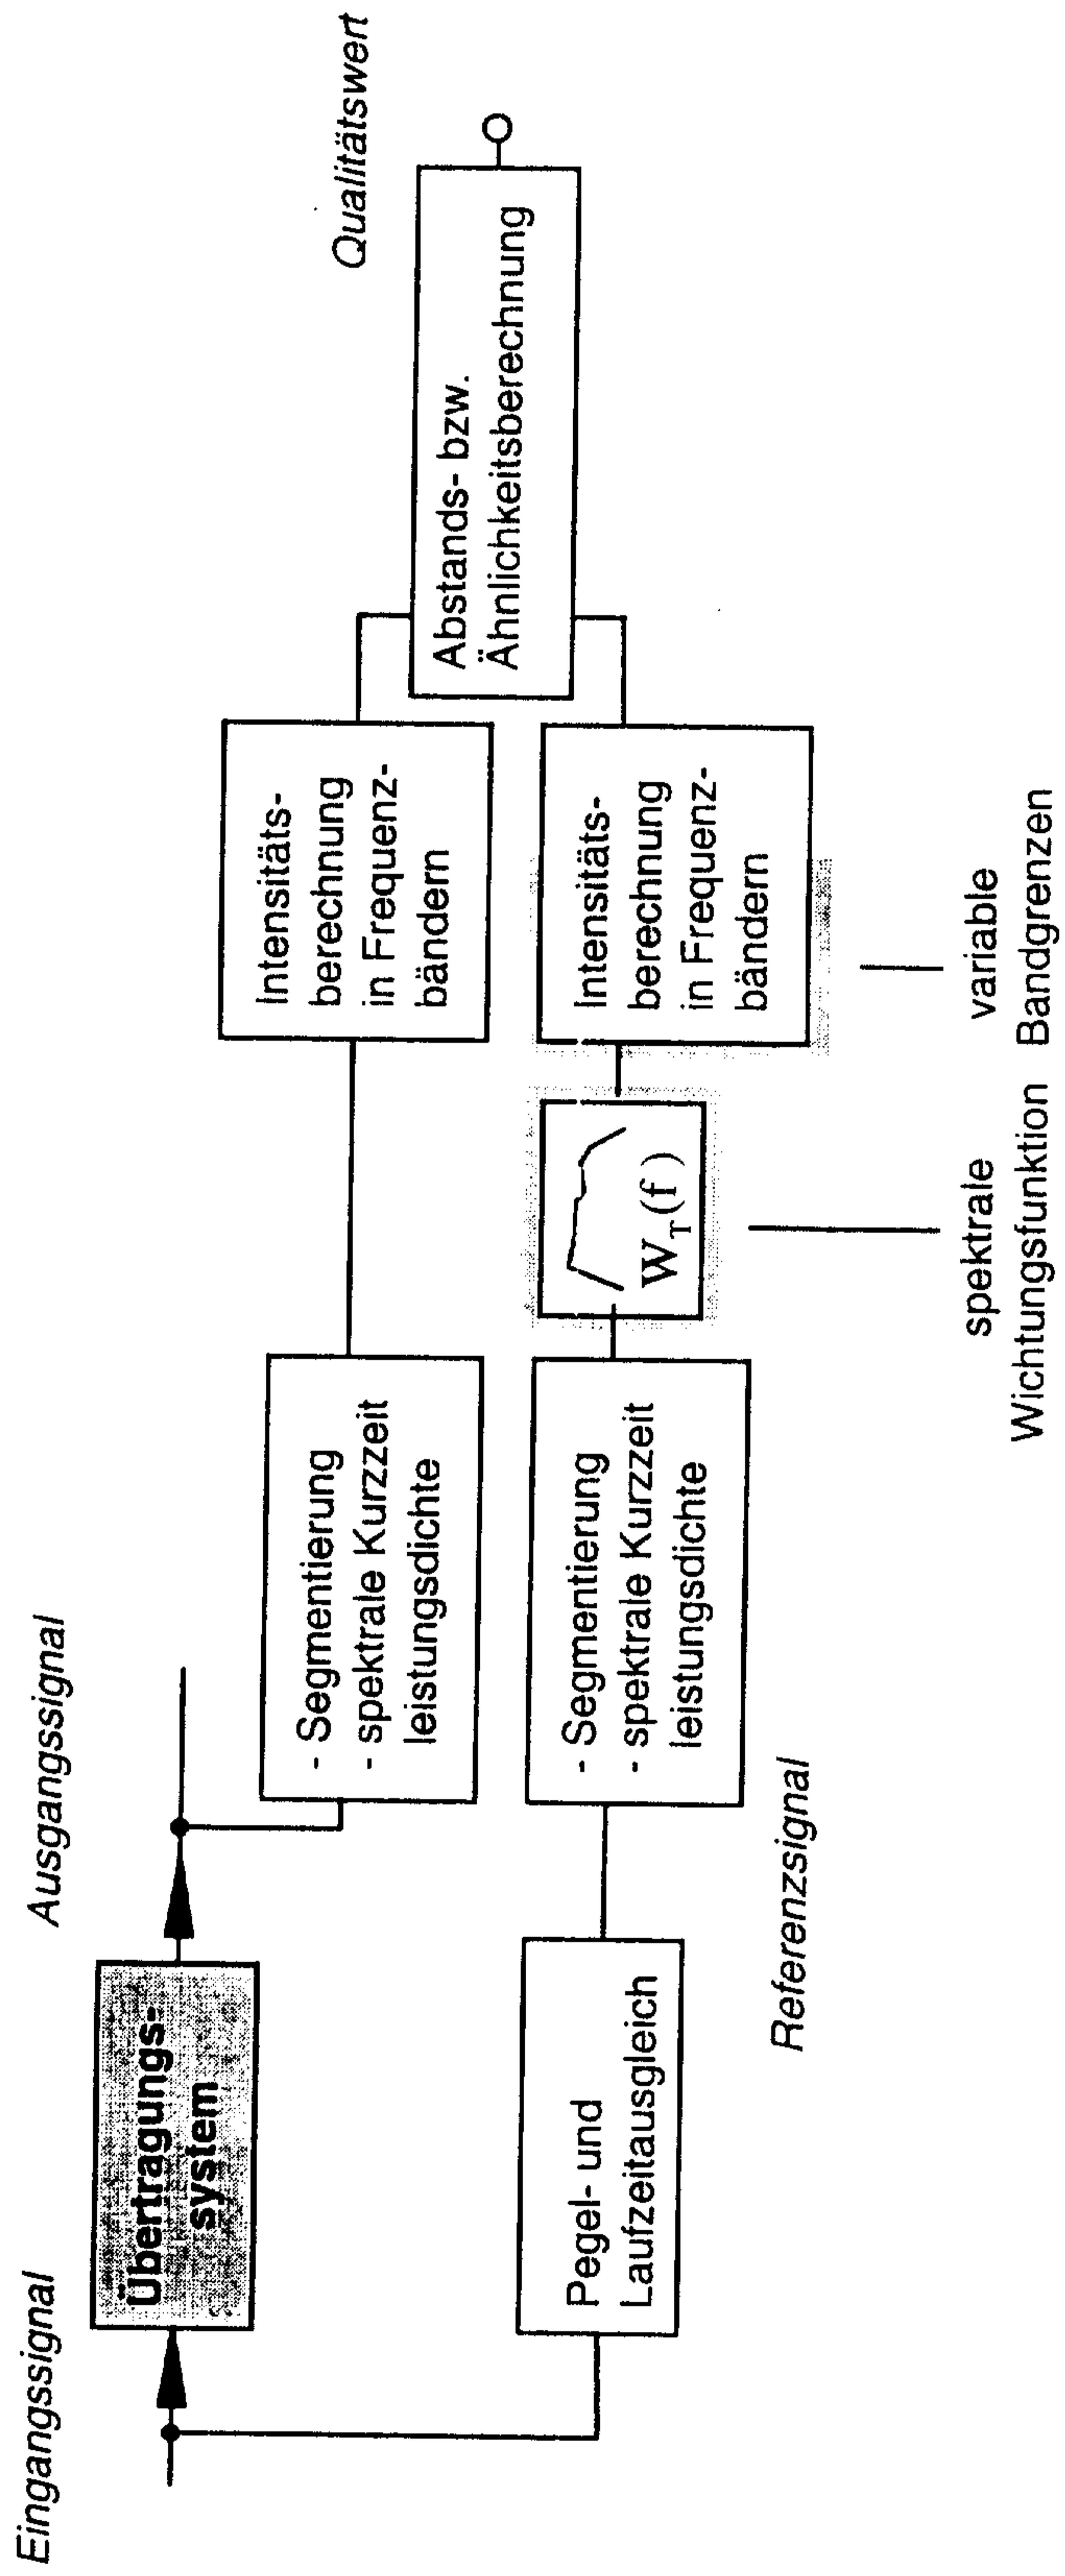 Eingangssignal
Übertragungs-
system
Ausgangssignal
- Segmentierung
- spektrale Kurzzeit
leistungsdichte
Intensitäts-
berechnung
in Frequenz-
bändern
Qualitätswert
Abstands- bzw.
Ähnlichkeitsberechnung
Pegel- und
Laufzeitausgleich
Referenzsignal
- Segmentierung
- spektrale Kurzzeit
leistungsdichte
W_T(f)
Intensitäts-
berechnung
in Frequenz-
bändern
spektrale
Wichtungsfunktion
variable
Bandgrenzen